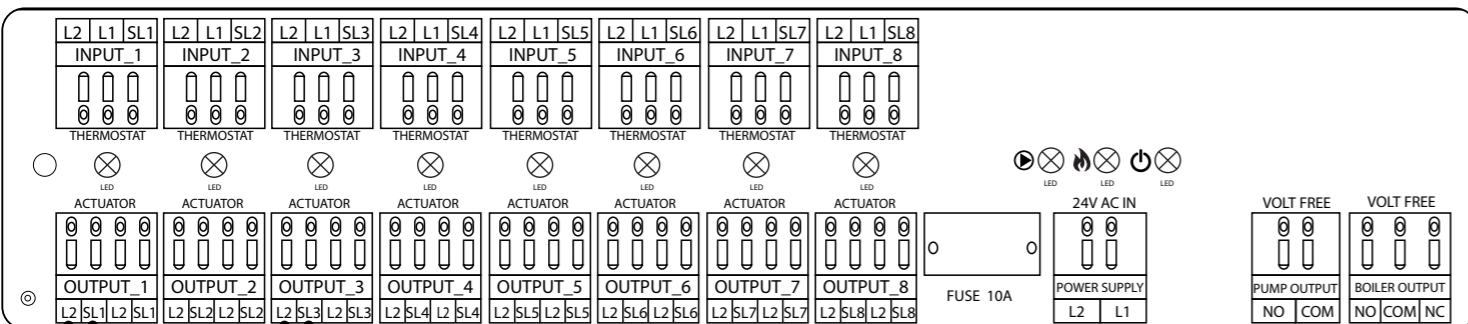 L2 L1 SL1 L2 L1 SL2 L2 L1 SL3 L2 L1 SL4 L2 L1 SL5 L2 L1 SL6 L2 L1 SL7 L2 L1 SL8
INPUT_1 INPUT_2 INPUT_3 INPUT_4 INPUT_5 INPUT_6 INPUT_7 INPUT_8
THERMOSTAT THERMOSTAT THERMOSTAT THERMOSTAT THERMOSTAT THERMOSTAT THERMOSTAT THERMOSTAT
LED LED LED LED LED LED LED LED LED LED LED
ACTUATOR ACTUATOR ACTUATOR ACTUATOR ACTUATOR ACTUATOR ACTUATOR ACTUATOR 24V AC IN VOLT FREE VOLT FREE
OUTPUT_1 OUTPUT_2 OUTPUT_3 OUTPUT_4 OUTPUT_5 OUTPUT_6 OUTPUT_7 OUTPUT_8 FUSE 10A POWER SUPPLY PUMP OUTPUT BOILER OUTPUT
L2 SL1 L2 SL1 L2 SL2 L2 SL2 L2 SL3 L2 SL3 L2 SL4 L2 SL4 L2 SL5 L2 SL5 L2 SL6 L2 SL6 L2 SL7 L2 SL7 L2 SL8 L2 SL8 L2 L1 NO COM NO COM NC